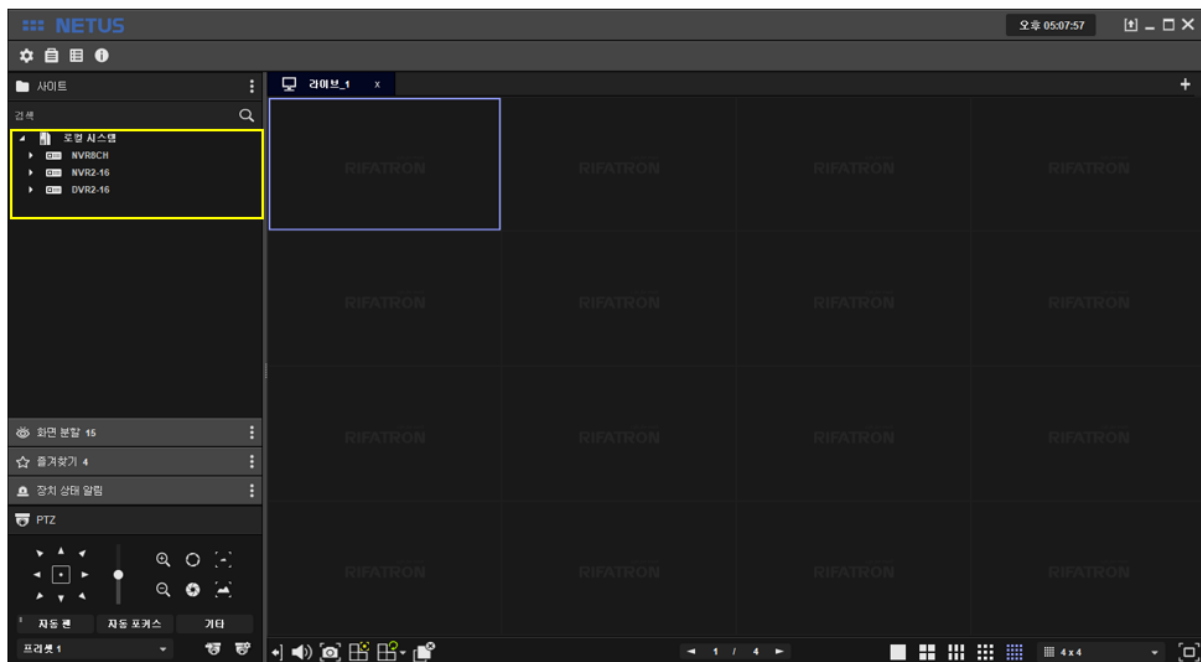 NETUS
오후 05:07:57
사이트
라이브_1 x
검색
로컬 시스템
NVR8CH
NVR2-16
DVR2-16
RIFATRON RIFATRON RIFATRON RIFATRON
RIFATRON RIFATRON RIFATRON RIFATRON
RIFATRON RIFATRON RIFATRON RIFATRON
RIFATRON RIFATRON RIFATRON RIFATRON
화면 분할 15
즐겨찾기 4
장치 상태 알림
PTZ
자동 팬 자동 포커스 기타
프리셋 1
1 / 4
4 x 4